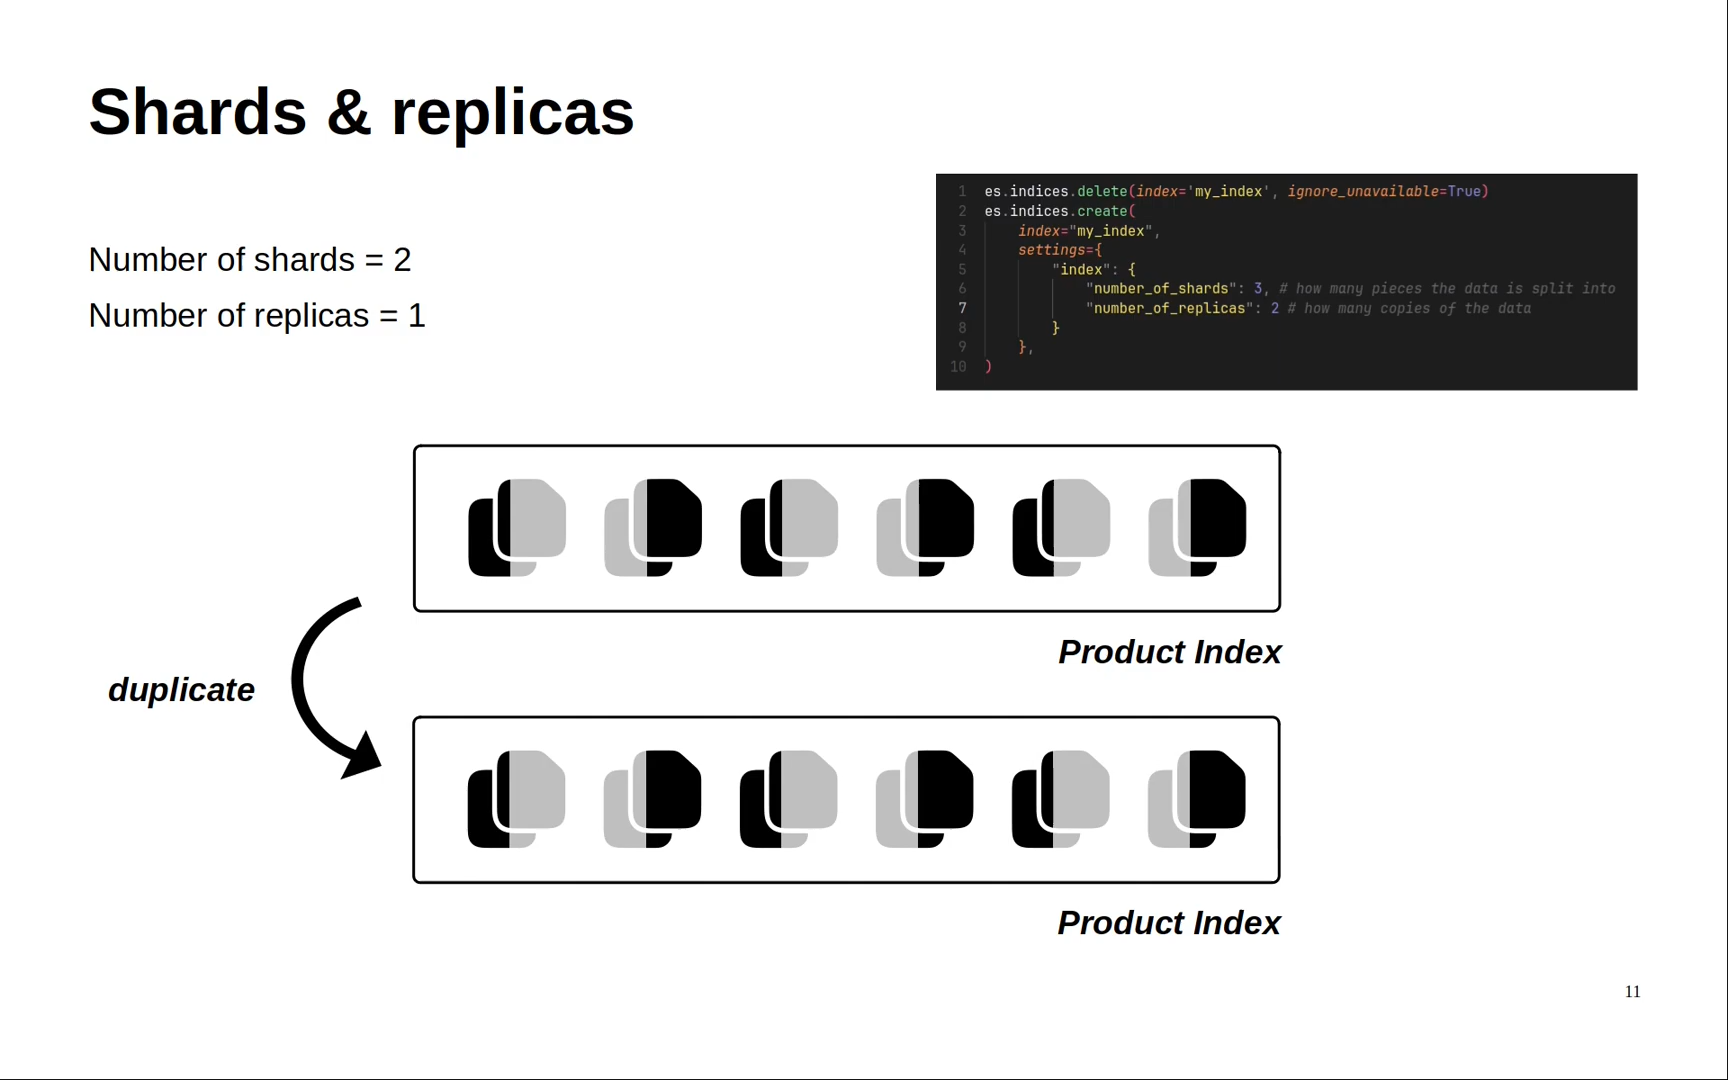 Shards & replicas
Number of shards = 2
Number of replicas = 1
1 es.indices.delete(index='my_index', ignore_unavailable=True)
2 es.indices.create(
3     index="my_index",
4     settings={
5         "index": {
6             "number_of_shards": 3, # how many pieces the data is split into
7             "number_of_replicas": 2 # how many copies of the data
8         }
9     },
10 )
Product Index
duplicate
Product Index
11